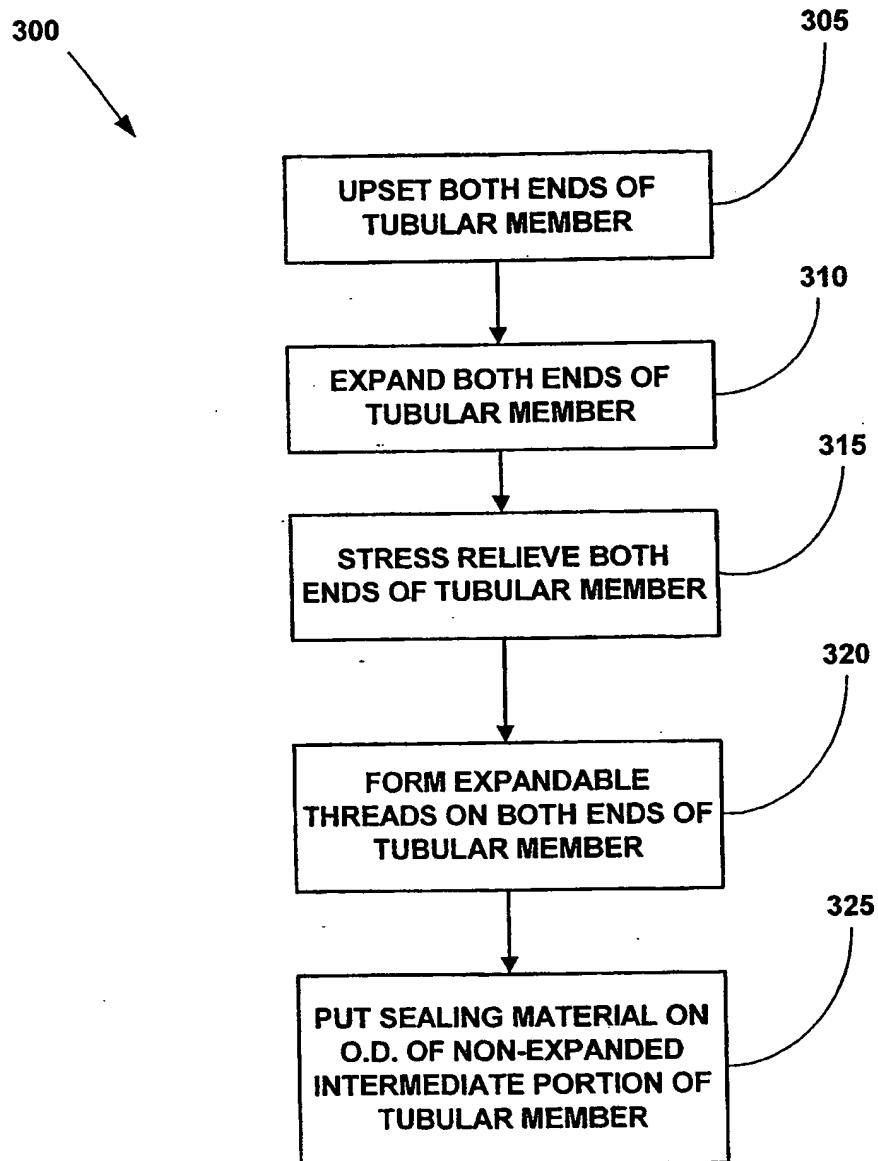 300
305
UPSET BOTH ENDS OF
TUBULAR MEMBER
310
EXPAND BOTH ENDS OF
TUBULAR MEMBER
315
STRESS RELIEVE BOTH
ENDS OF TUBULAR MEMBER
320
FORM EXPANDABLE
THREADS ON BOTH ENDS OF
TUBULAR MEMBER
325
PUT SEALING MATERIAL ON
O.D. OF NON-EXPANDED
INTERMEDIATE PORTION OF
TUBULAR MEMBER